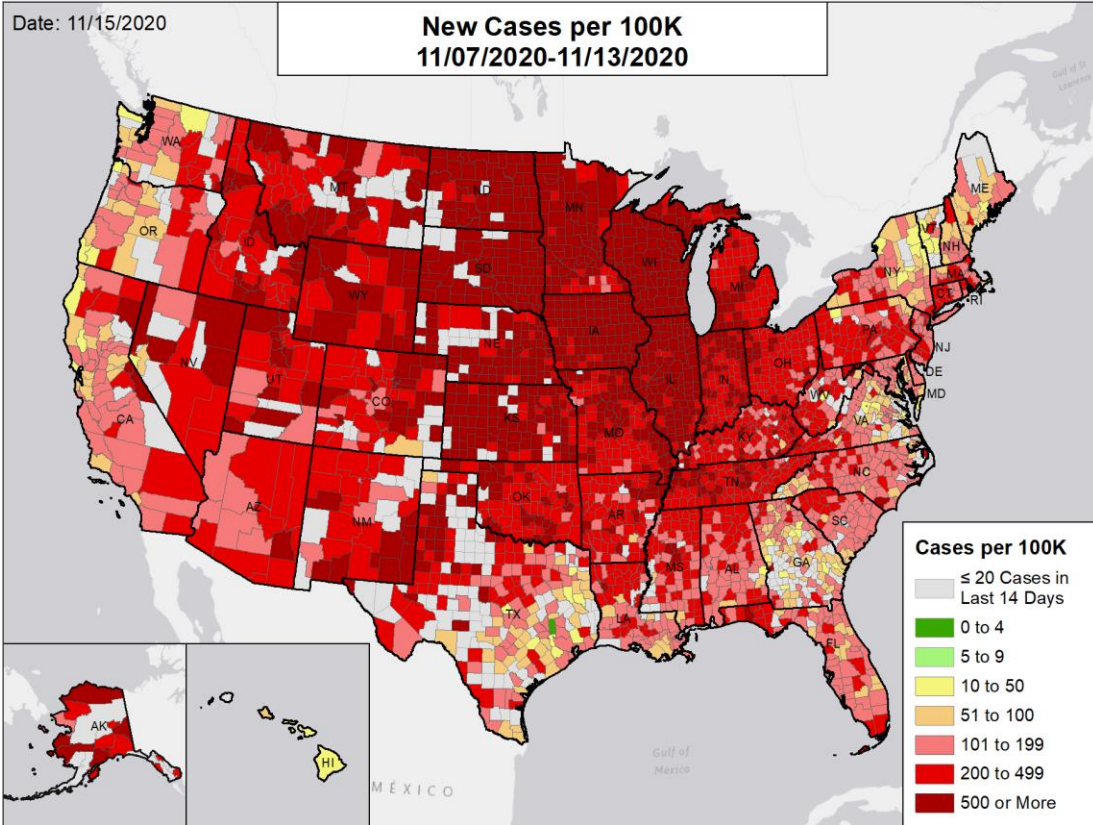 Date: 11/15/2020
New Cases per 100K
11/07/2020-11/13/2020
Gulf of St Lawrence
WA
MT
ND
MN
ME
OR
ID
SD
WI
MI
VT
NH
NY
MA
CT
RI
WY
IA
PA
NJ
NE
NV
UT
CO
IL
IN
OH
DE
MD
WV
VA
CA
KS
MO
KY
NC
AZ
NM
OK
TN
AR
SC
MS
AL
GA
TX
LA
FL
AK
HI
MÉXICO
Gulf of
Mexico
Cases per 100K
≤ 20 Cases in
Last 14 Days
0 to 4
5 to 9
10 to 50
51 to 100
101 to 199
200 to 499
500 or More